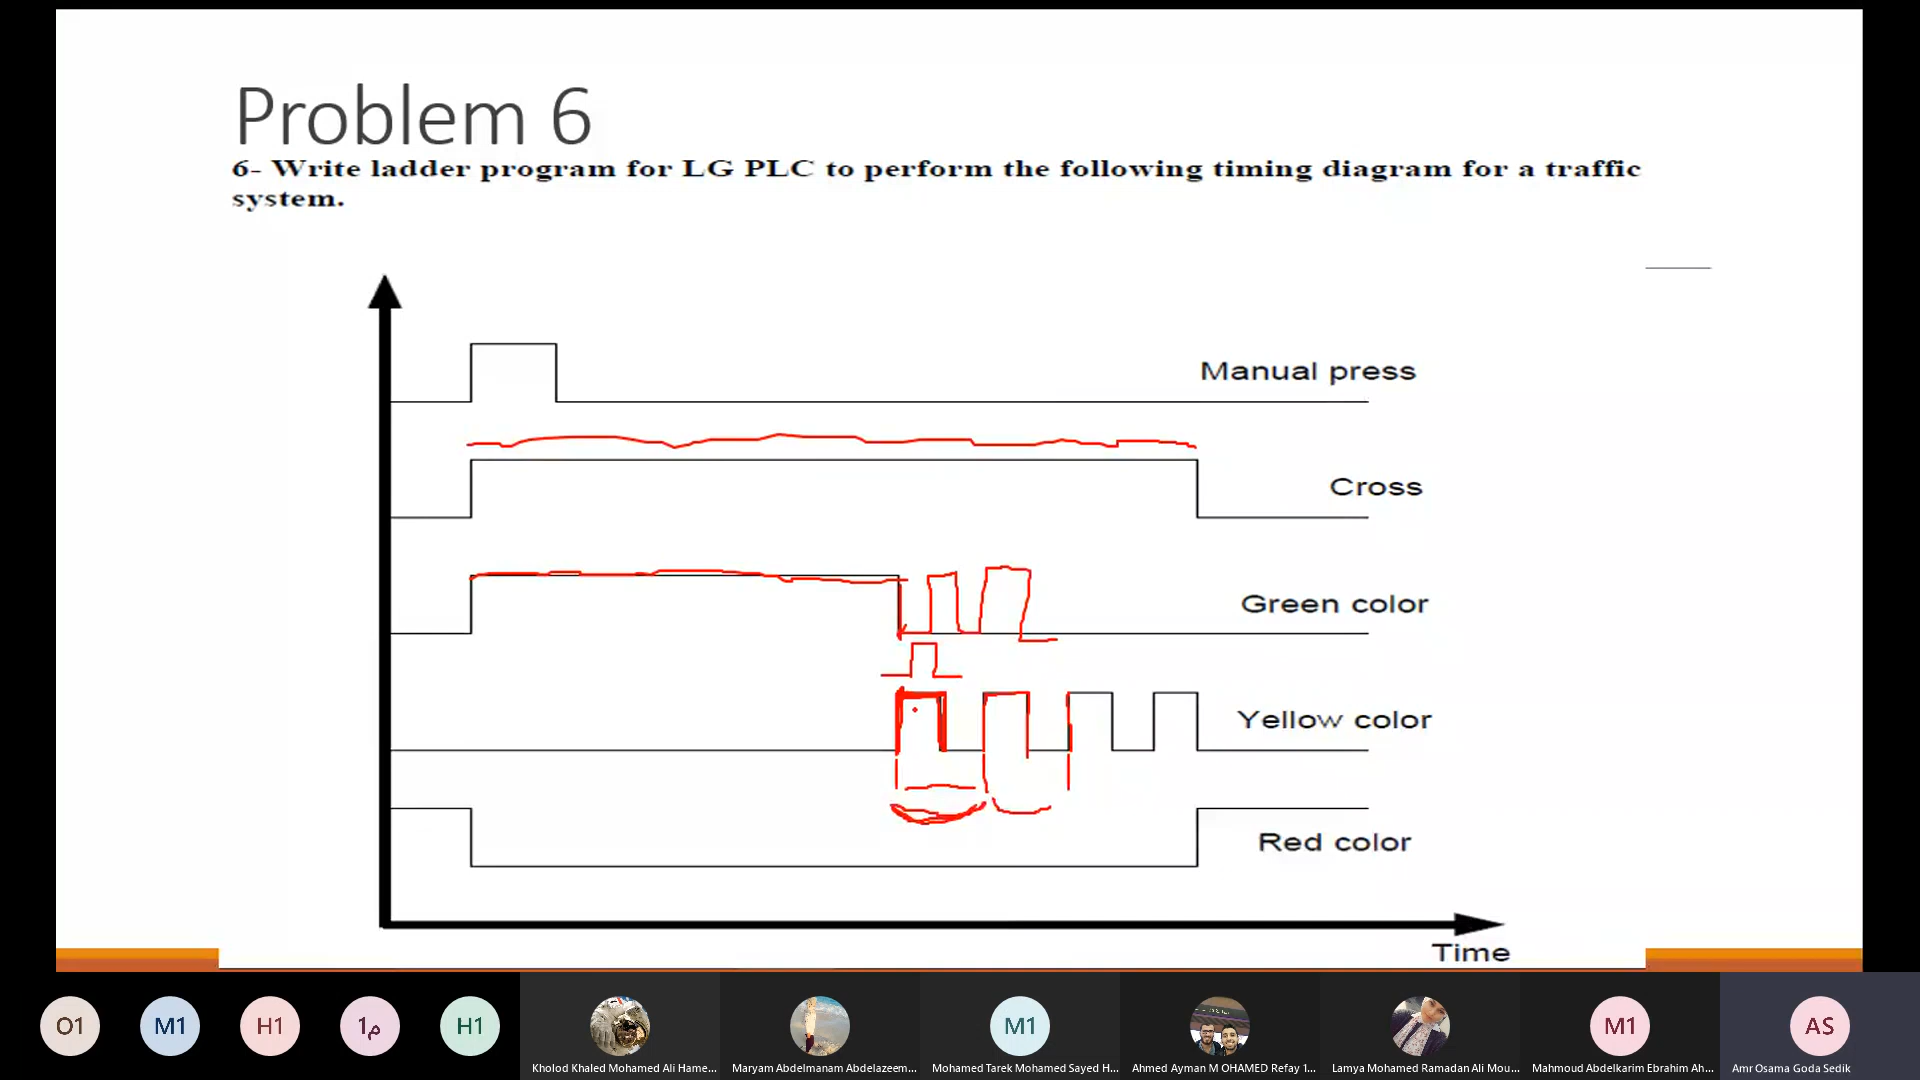 Problem 6
6- Write ladder program for LG PLC to perform the following timing diagram for a traffic
system.
Manual press
Cross
Green color
Yellow color
Red color
Time
O1
M1
H1
م1
H1
M1
M1
AS
Kholod Khaled Mohamed Ali Hame...
Maryam Abdelmanam Abdelazeem...
Mohamed Tarek Mohamed Sayed H...
Ahmed Ayman M OHAMED Refay 1...
Lamya Mohamed Ramadan Ali Mou...
Mahmoud Abdelkarim Ebrahim Ah...
Amr Osama Goda Sedik